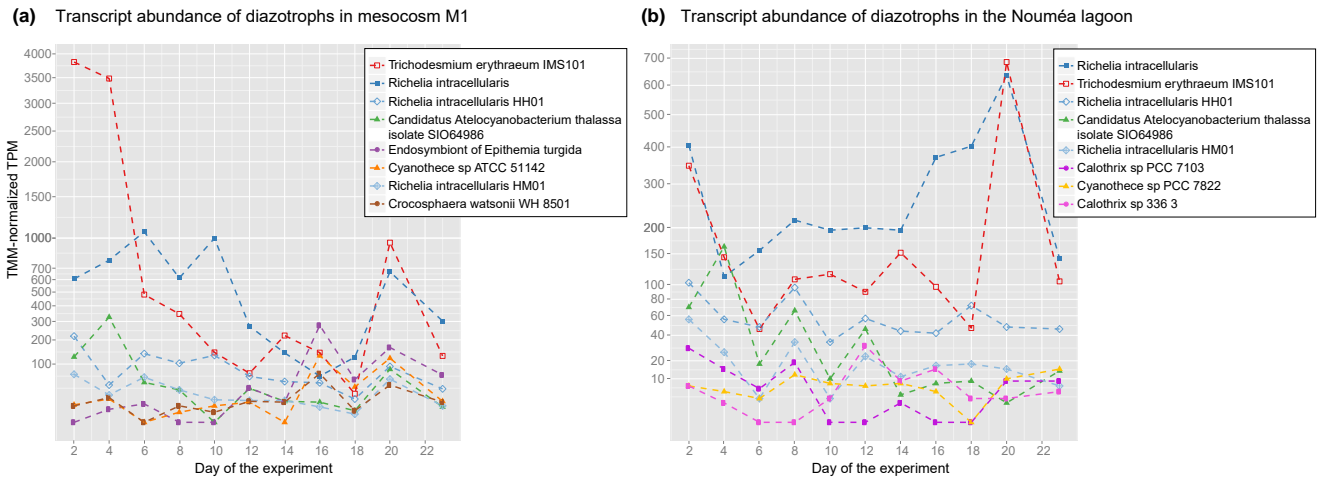 (a) Transcript abundance of diazotrophs in mesocosm M1
TMM-normalized TPM
4000
3500
3000
2500
2000
1500
1000
700
600
500
400
300
200
100
Trichodesmium erythraeum IMS101
Richelia intracellularis
Richelia intracellularis HH01
Candidatus Atelocyanobacterium thalassa
isolate SIO64986
Endosymbiont of Epithemia turgida
Cyanothece sp ATCC 51142
Richelia intracellularis HM01
Crocosphaera watsonii WH 8501
2 4 6 8 10 12 14 16 18 20 22
Day of the experiment
(b) Transcript abundance of diazotrophs in the Nouméa lagoon
700
600
500
400
300
200
150
100
80
60
40
20
10
Richelia intracellularis
Trichodesmium erythraeum IMS101
Richelia intracellularis HH01
Candidatus Atelocyanobacterium thalassa
isolate SIO64986
Richelia intracellularis HM01
Calothrix sp PCC 7103
Cyanothece sp PCC 7822
Calothrix sp 336 3
2 4 6 8 10 12 14 16 18 20 22
Day of the experiment